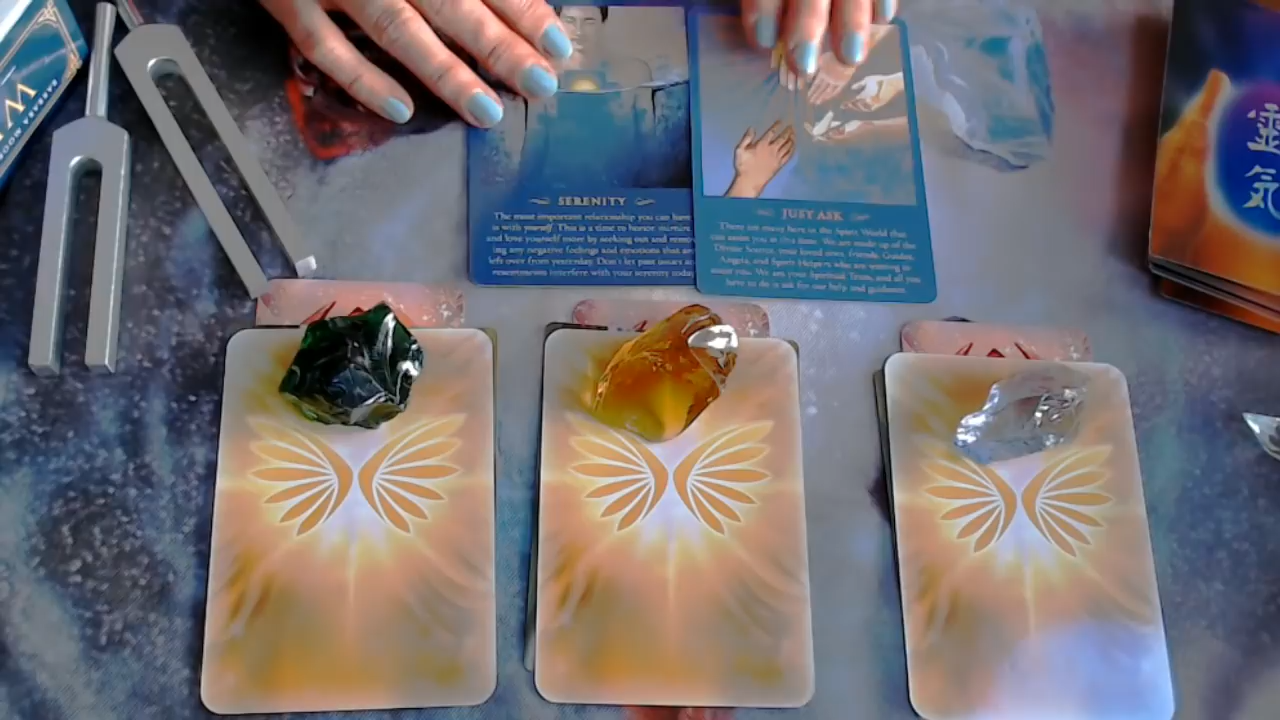 SERENITY
The most important relationship you can have
is with yourself. This is a time to honor, nurture,
and love yourself more by seeking out and remov
ing any negative feelings and emotions that are
left over from yesterday. Don't let past issues and
resentments interfere with your serenity today
JUST ASK
There are many here in the Spirit World that
can assist you at this time. We are made up of the
Divine Source, your loved ones, friends, Guides,
Angels, and Spirit Helpers who are waiting to
assist you. We are your Spiritual Team, and all you
have to do is ask for our help and guidance.
霊
気